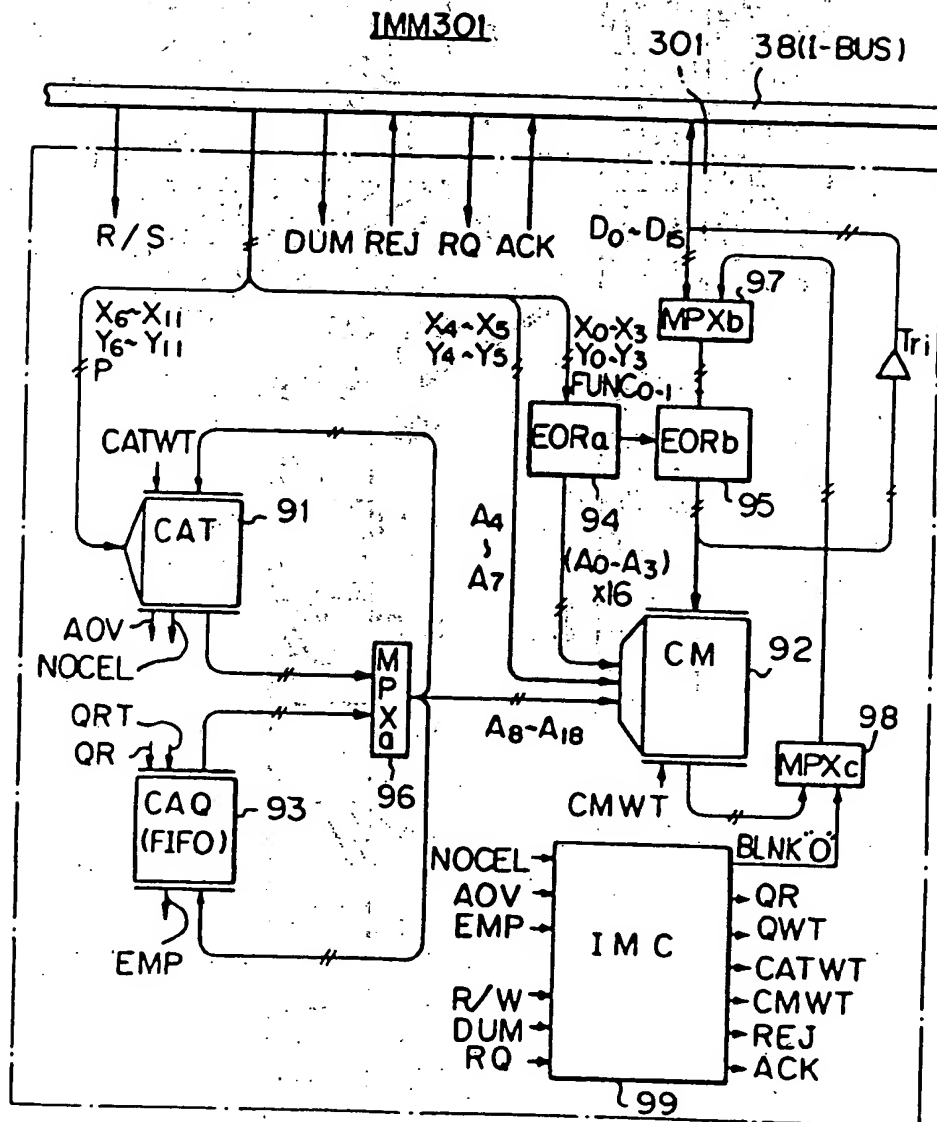 IMM301
301 38(I-BUS)
R/S DUM REJ RQ ACK
D0~D15
97
MPXb
Tri
X6~X11
Y6~Y11
P
X4~X5
Y4~Y5
X0-X3
Y0-Y3
FUNC0-1
EORa
EORb
94
95
CATWT
CAT
91
A4
~
A7
(A0-A3)
x16
AOV
NOCEL
MPXa
96
CM
92
A8~A18
QRT
QR
CAQ
(FIFO)
93
EMP
98
MPXc
CMWT
BLNK"0"
NOCEL
AOV
EMP
R/W
DUM
RQ
IMC
QR
QWT
CATWT
CMWT
REJ
ACK
99